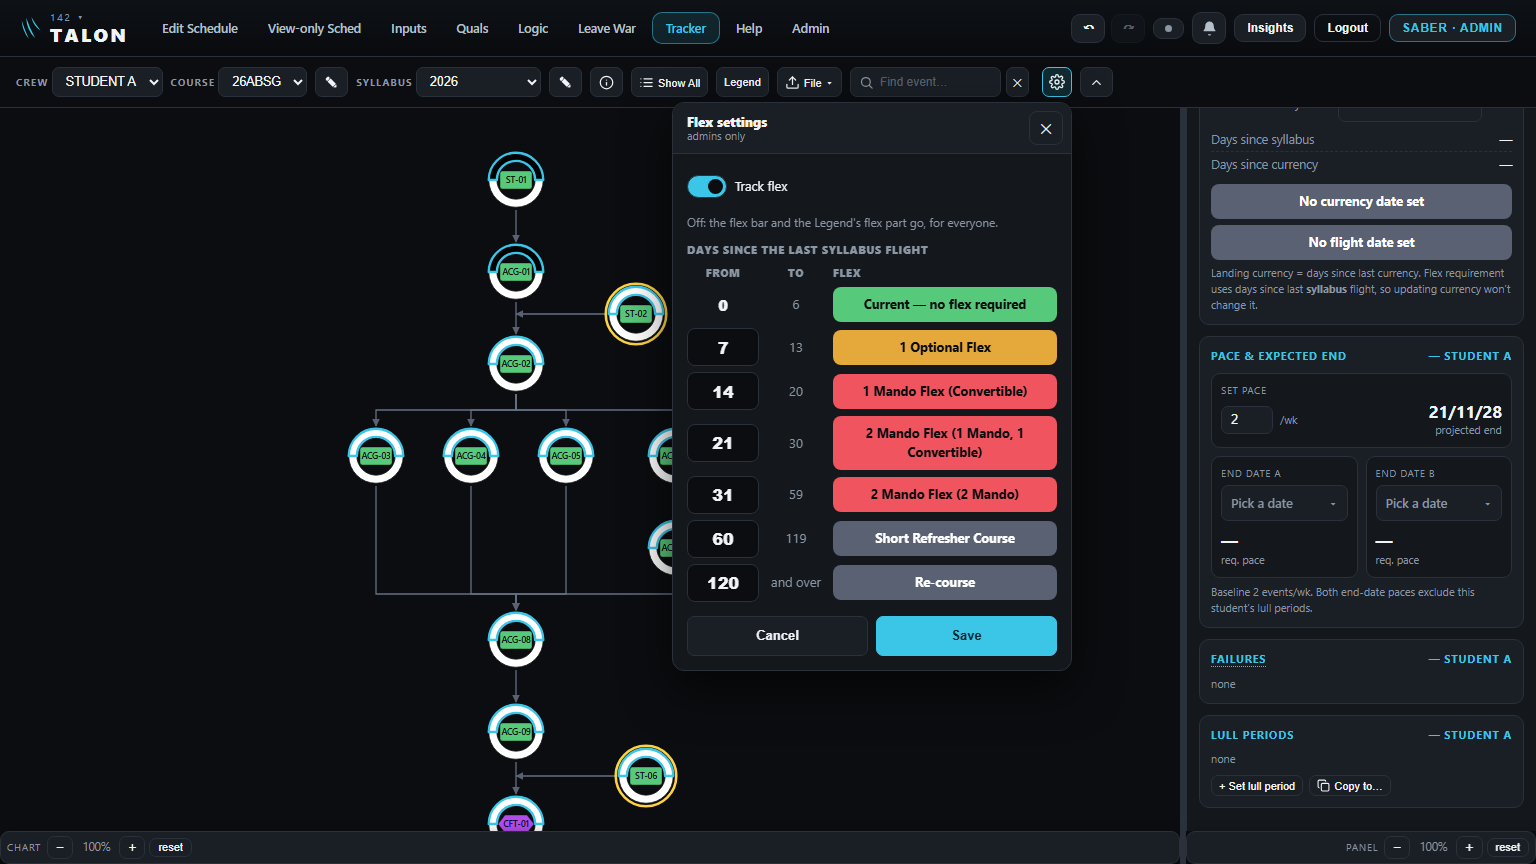 142
TALON
Edit Schedule
View-only Sched
Inputs
Quals
Logic
Leave War
Tracker
Help
Admin
Insights
Logout
SABER · ADMIN
CREW
STUDENT A
COURSE
26ABSG
SYLLABUS
2026
Show All
Legend
File
Find event…
Flex settings
admins only
Track flex
Off: the flex bar and the Legend's flex part go, for everyone.
DAYS SINCE THE LAST SYLLABUS FLIGHT
FROM TO FLEX
0 6 Current — no flex required
7 13 1 Optional Flex
14 20 1 Mando Flex (Convertible)
21 30 2 Mando Flex (1 Mando, 1
Convertible)
31 59 2 Mando Flex (2 Mando)
60 119 Short Refresher Course
120 and over Re-course
Cancel
Save
ST-01
ACG-01
ST-02
ACG-02
ACG-03
ACG-04
ACG-05
AC
AC
ACG-08
ACG-09
ST-06
CFT-01
Days since syllabus —
Days since currency —
No currency date set
No flight date set
Landing currency = days since last currency. Flex requirement
uses days since last syllabus flight, so updating currency won't
change it.
PACE & EXPECTED END — STUDENT A
SET PACE
2 /wk
21/11/28
projected end
END DATE A
Pick a date
—
req. pace
END DATE B
Pick a date
—
req. pace
Baseline 2 events/wk. Both end-date paces exclude this
student's lull periods.
FAILURES — STUDENT A
none
LULL PERIODS — STUDENT A
none
+ Set lull period
Copy to…
CHART − 100% + reset
PANEL − 100% + reset